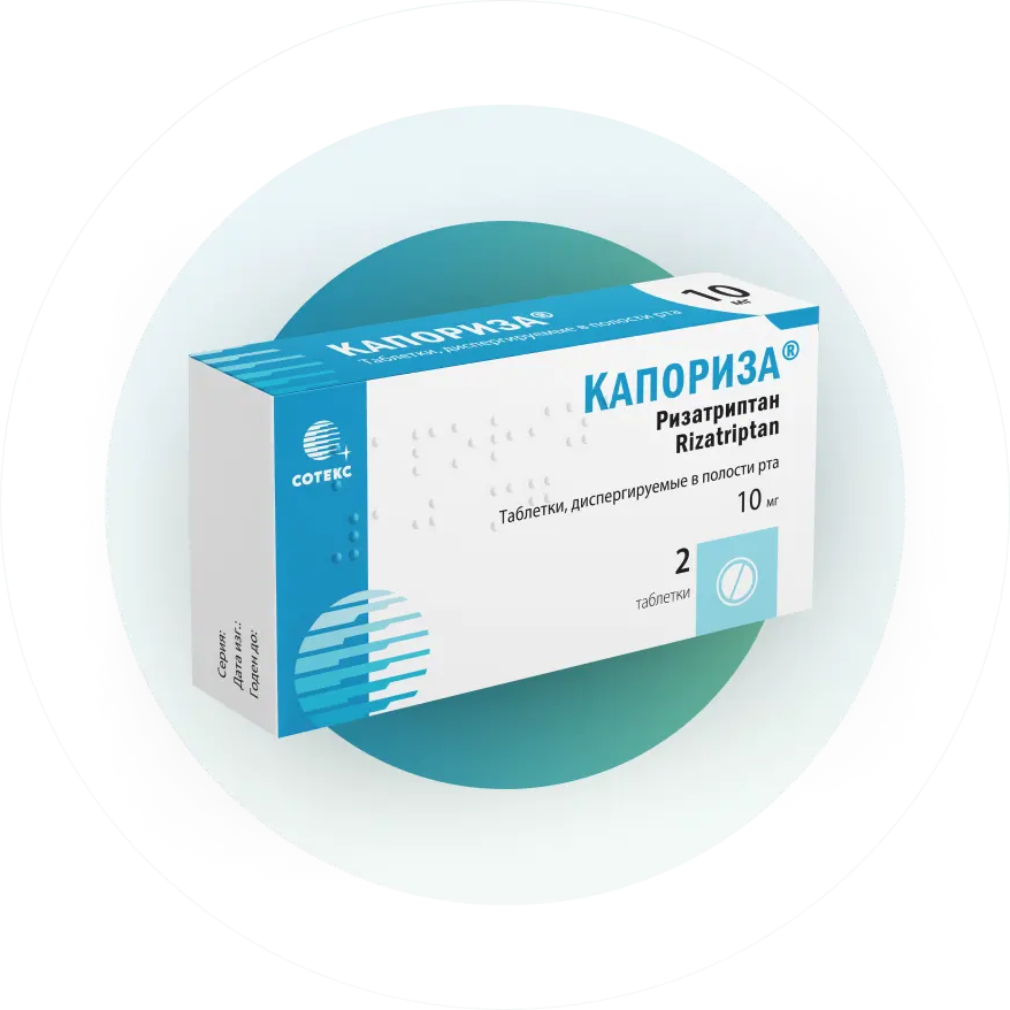 КАПОРИЗА®
Таблетки, диспергируемые в полости рта
10
мг
СОТЕКС
КАПОРИЗА®
Ризатриптан
Rizatriptan
Таблетки, диспергируемые в полости рта
10 мг
2
таблетки
Серия:
Дата изг.:
Годен до: